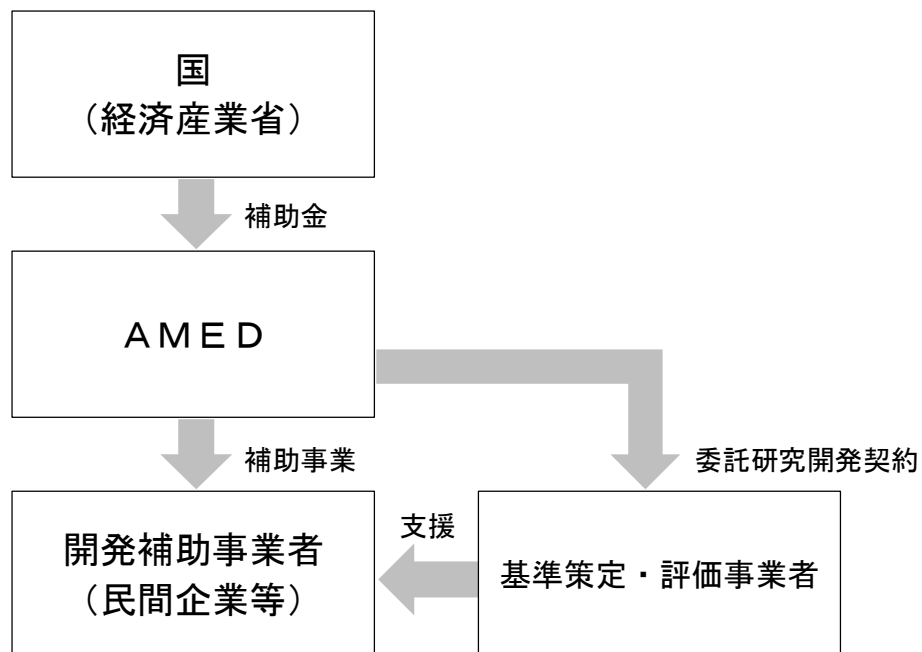 国
（経済産業省）
補助金
ＡＭＥＤ
補助事業
委託研究開発契約
開発補助事業者
（民間企業等）
支援
基準策定・評価事業者